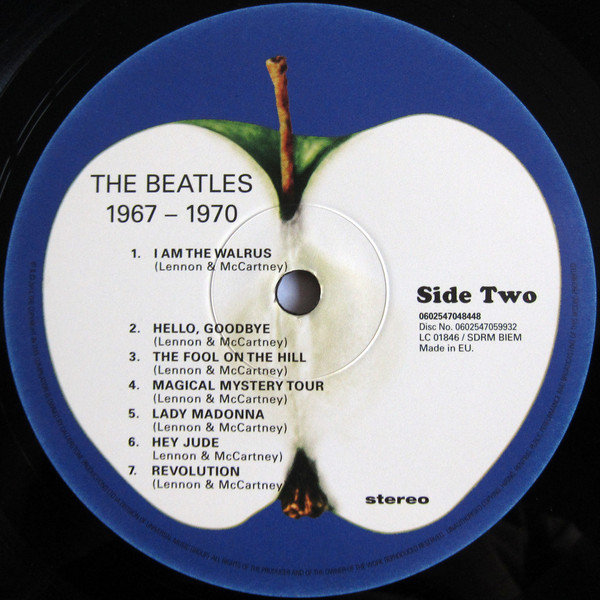 THE BEATLES
1967 – 1970
1. I AM THE WALRUS
(Lennon & McCartney)
2. HELLO, GOODBYE
(Lennon & McCartney)
3. THE FOOL ON THE HILL
(Lennon & McCartney)
4. MAGICAL MYSTERY TOUR
(Lennon & McCartney)
5. LADY MADONNA
(Lennon & McCartney)
6. HEY JUDE
Lennon & McCartney)
7. REVOLUTION
(Lennon & McCartney)
Side Two
0602547048448
Disc No. 0602547059932
LC 01846 / SDRM BIEM
Made in EU.
stereo